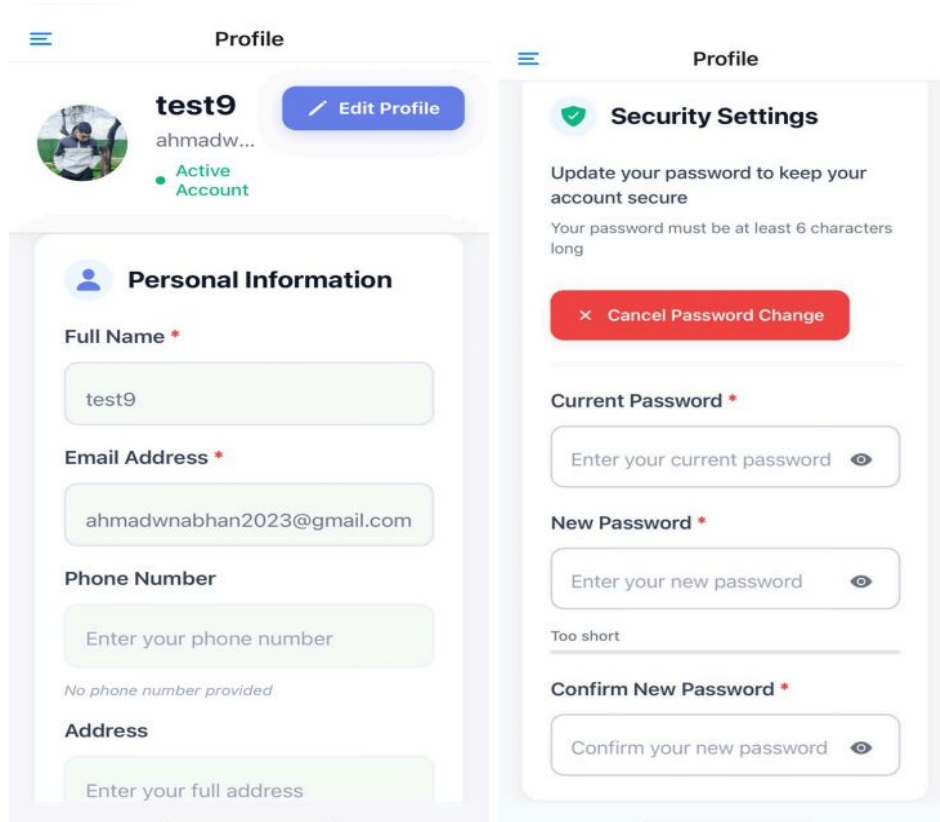 Profile
test9
Edit Profile
ahmadw...
Active
Account
Personal Information
Full Name *
test9
Email Address *
ahmadwnabhan2023@gmail.com
Phone Number
Enter your phone number
No phone number provided
Address
Enter your full address
Profile
Security Settings
Update your password to keep your
account secure
Your password must be at least 6 characters
long
× Cancel Password Change
Current Password *
Enter your current password
New Password *
Enter your new password
Too short
Confirm New Password *
Confirm your new password